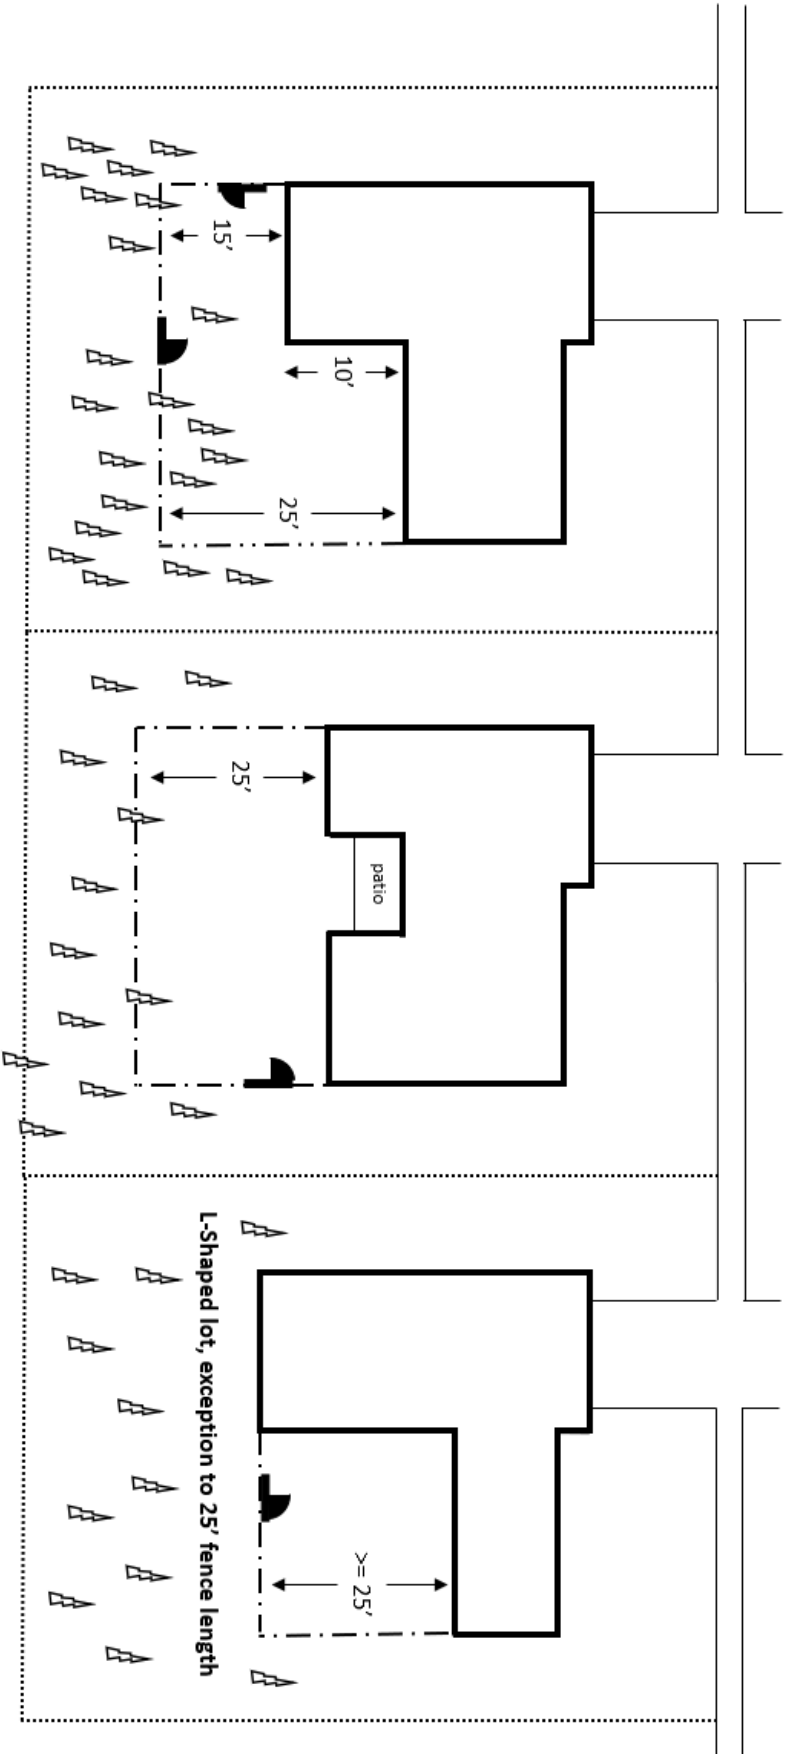 15’
10’
25’
25’
patio
L-Shaped lot, exception to 25’ fence length
>= 25’